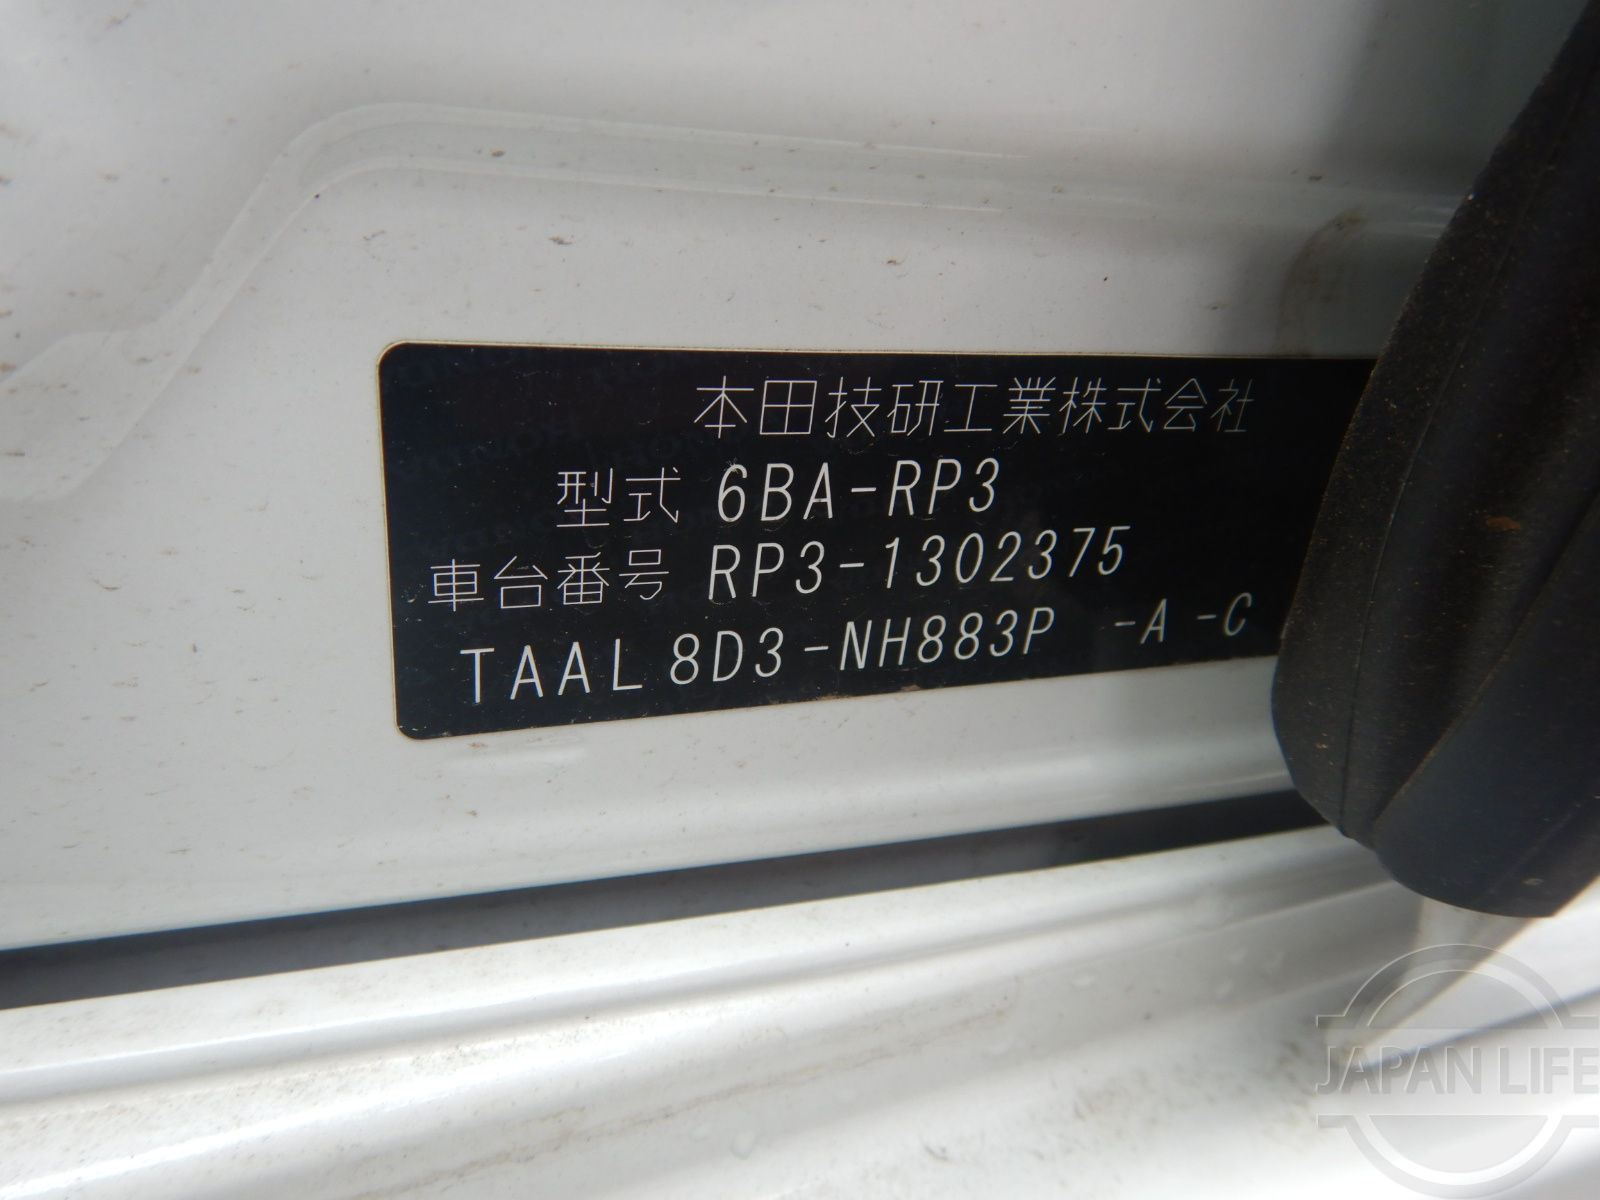 本田技研工業株式会社
型式 6BA-RP3
車台番号 RP3-1302375
TAAL 8D3-NH883P -A -C
JAPAN LIFE